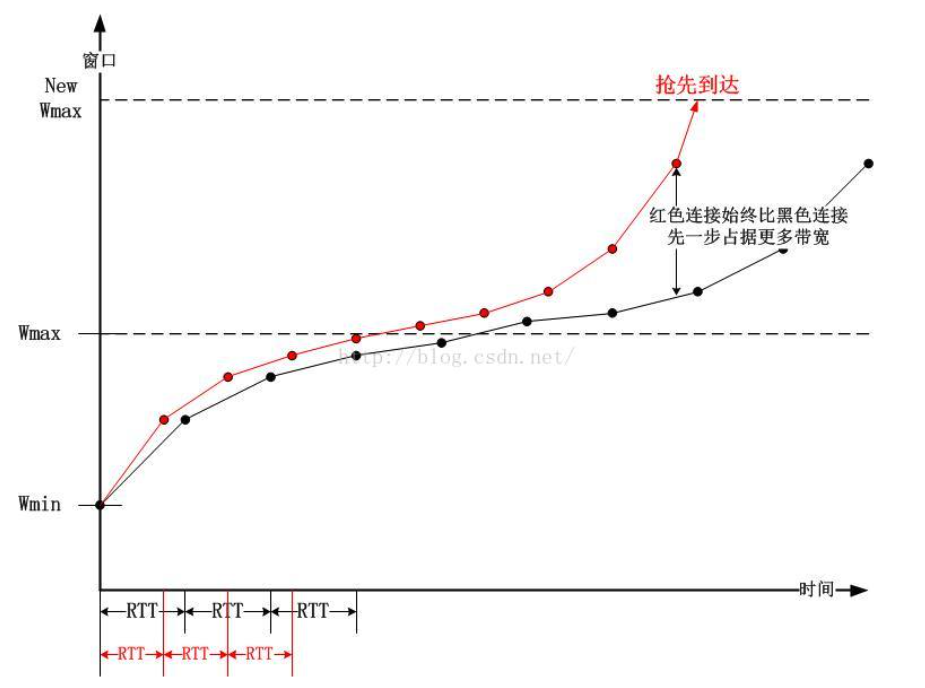 窗口
New
Wmax
抢先到达
红色连接始终比黑色连接
先一步占据更多带宽
Wmax
http://blog.csdn.net/
Wmin
时间
RTT RTT RTT
RTT RTT RTT